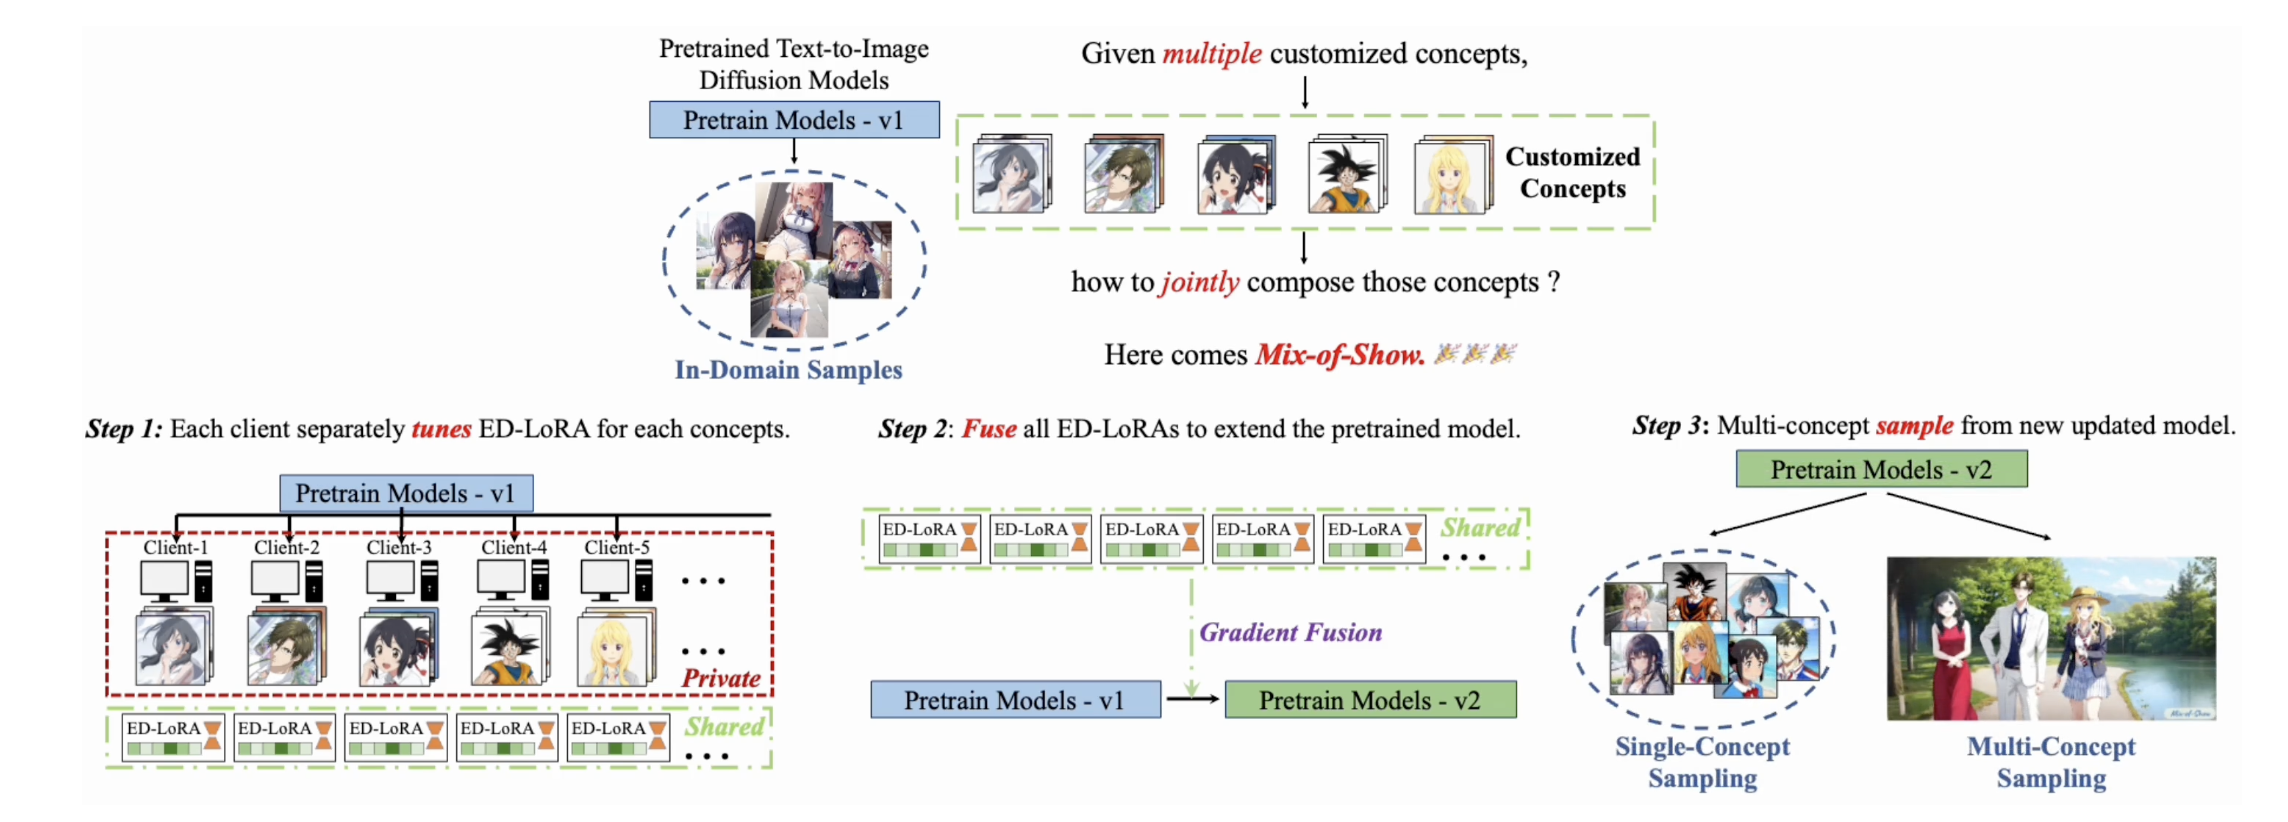 Pretrained Text-to-Image
Diffusion Models
Pretrain Models - v1
In-Domain Samples
Given multiple customized concepts,
Customized
Concepts
how to jointly compose those concepts ?
Here comes Mix-of-Show. 🎉🎉🎉
Step 1: Each client separately tunes ED-LoRA for each concepts.
Pretrain Models - v1
Client-1
Client-2
Client-3
Client-4
Client-5
...
...
Private
ED-LoRA
ED-LoRA
ED-LoRA
ED-LoRA
ED-LoRA
Shared
...
Step 2: Fuse all ED-LoRAs to extend the pretrained model.
ED-LoRA
ED-LoRA
ED-LoRA
ED-LoRA
ED-LoRA
Shared
...
Gradient Fusion
Pretrain Models - v1
Pretrain Models - v2
Step 3: Multi-concept sample from new updated model.
Pretrain Models - v2
Single-Concept
Sampling
Mix-of-Show
Multi-Concept
Sampling